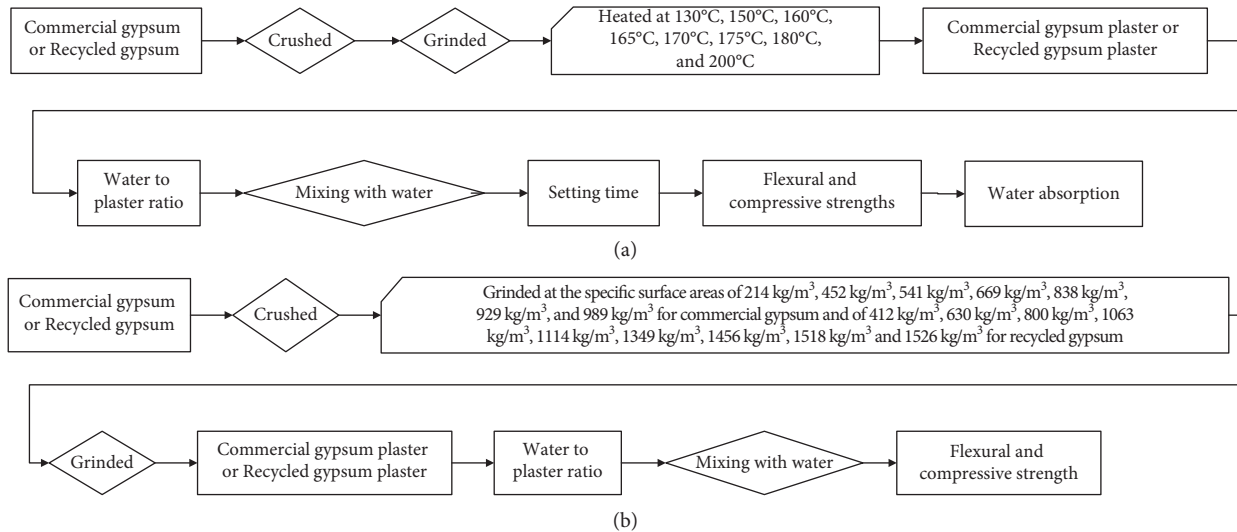 Commercial gypsum
or Recycled gypsum
Crushed
Grinded
Heated at 130°C, 150°C, 160°C,
165°C, 170°C, 175°C, 180°C,
and 200°C
Commercial gypsum plaster or
Recycled gypsum plaster
Water to
plaster ratio
Mixing with water
Setting time
Flexural and
compressive strengths
Water absorption
(a)
Commercial gypsum
or Recycled gypsum
Crushed
Grinded at the specific surface areas of 214 kg/m³, 452 kg/m³, 541 kg/m³, 669 kg/m³, 838 kg/m³,
929 kg/m³, and 989 kg/m³ for commercial gypsum and of 412 kg/m³, 630 kg/m³, 800 kg/m³, 1063
kg/m³, 1114 kg/m³, 1349 kg/m³, 1456 kg/m³, 1518 kg/m³ and 1526 kg/m³ for recycled gypsum
Grinded
Commercial gypsum plaster
or Recycled gypsum plaster
Water to
plaster ratio
Mixing with water
Flexural and
compressive strength
(b)